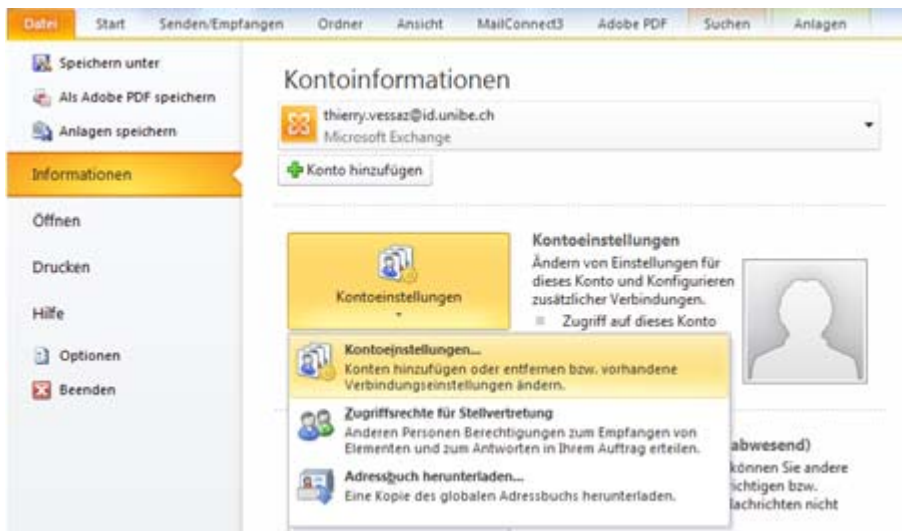 Datei Start Senden/Empfangen Ordner Ansicht MailConnect3 Adobe PDF Suchen Anlagen
Speichern unter
Als Adobe PDF speichern
Anlagen speichern
Informationen
Öffnen
Drucken
Hilfe
Optionen
Beenden
Kontoinformationen
thierry.vessaz@id.unibe.ch
Microsoft Exchange
Konto hinzufügen
Kontoeinstellungen
Kontoeinstellungen
Ändern von Einstellungen für
dieses Konto und Konfigurieren
zusätzlicher Verbindungen.
Zugriff auf dieses Konto
Kontoeinstellungen...
Konten hinzufügen oder entfernen bzw. vorhandene
Verbindungseinstellungen ändern.
Zugriffsrechte für Stellvertretung
Anderen Personen Berechtigungen zum Empfangen von
Elementen und zum Antworten in Ihrem Auftrag erteilen.
Adressbuch herunterladen...
Eine Kopie des globalen Adressbuchs herunterladen.
abwesend)
können Sie andere
ichtigen bzw.
lachrichten nicht